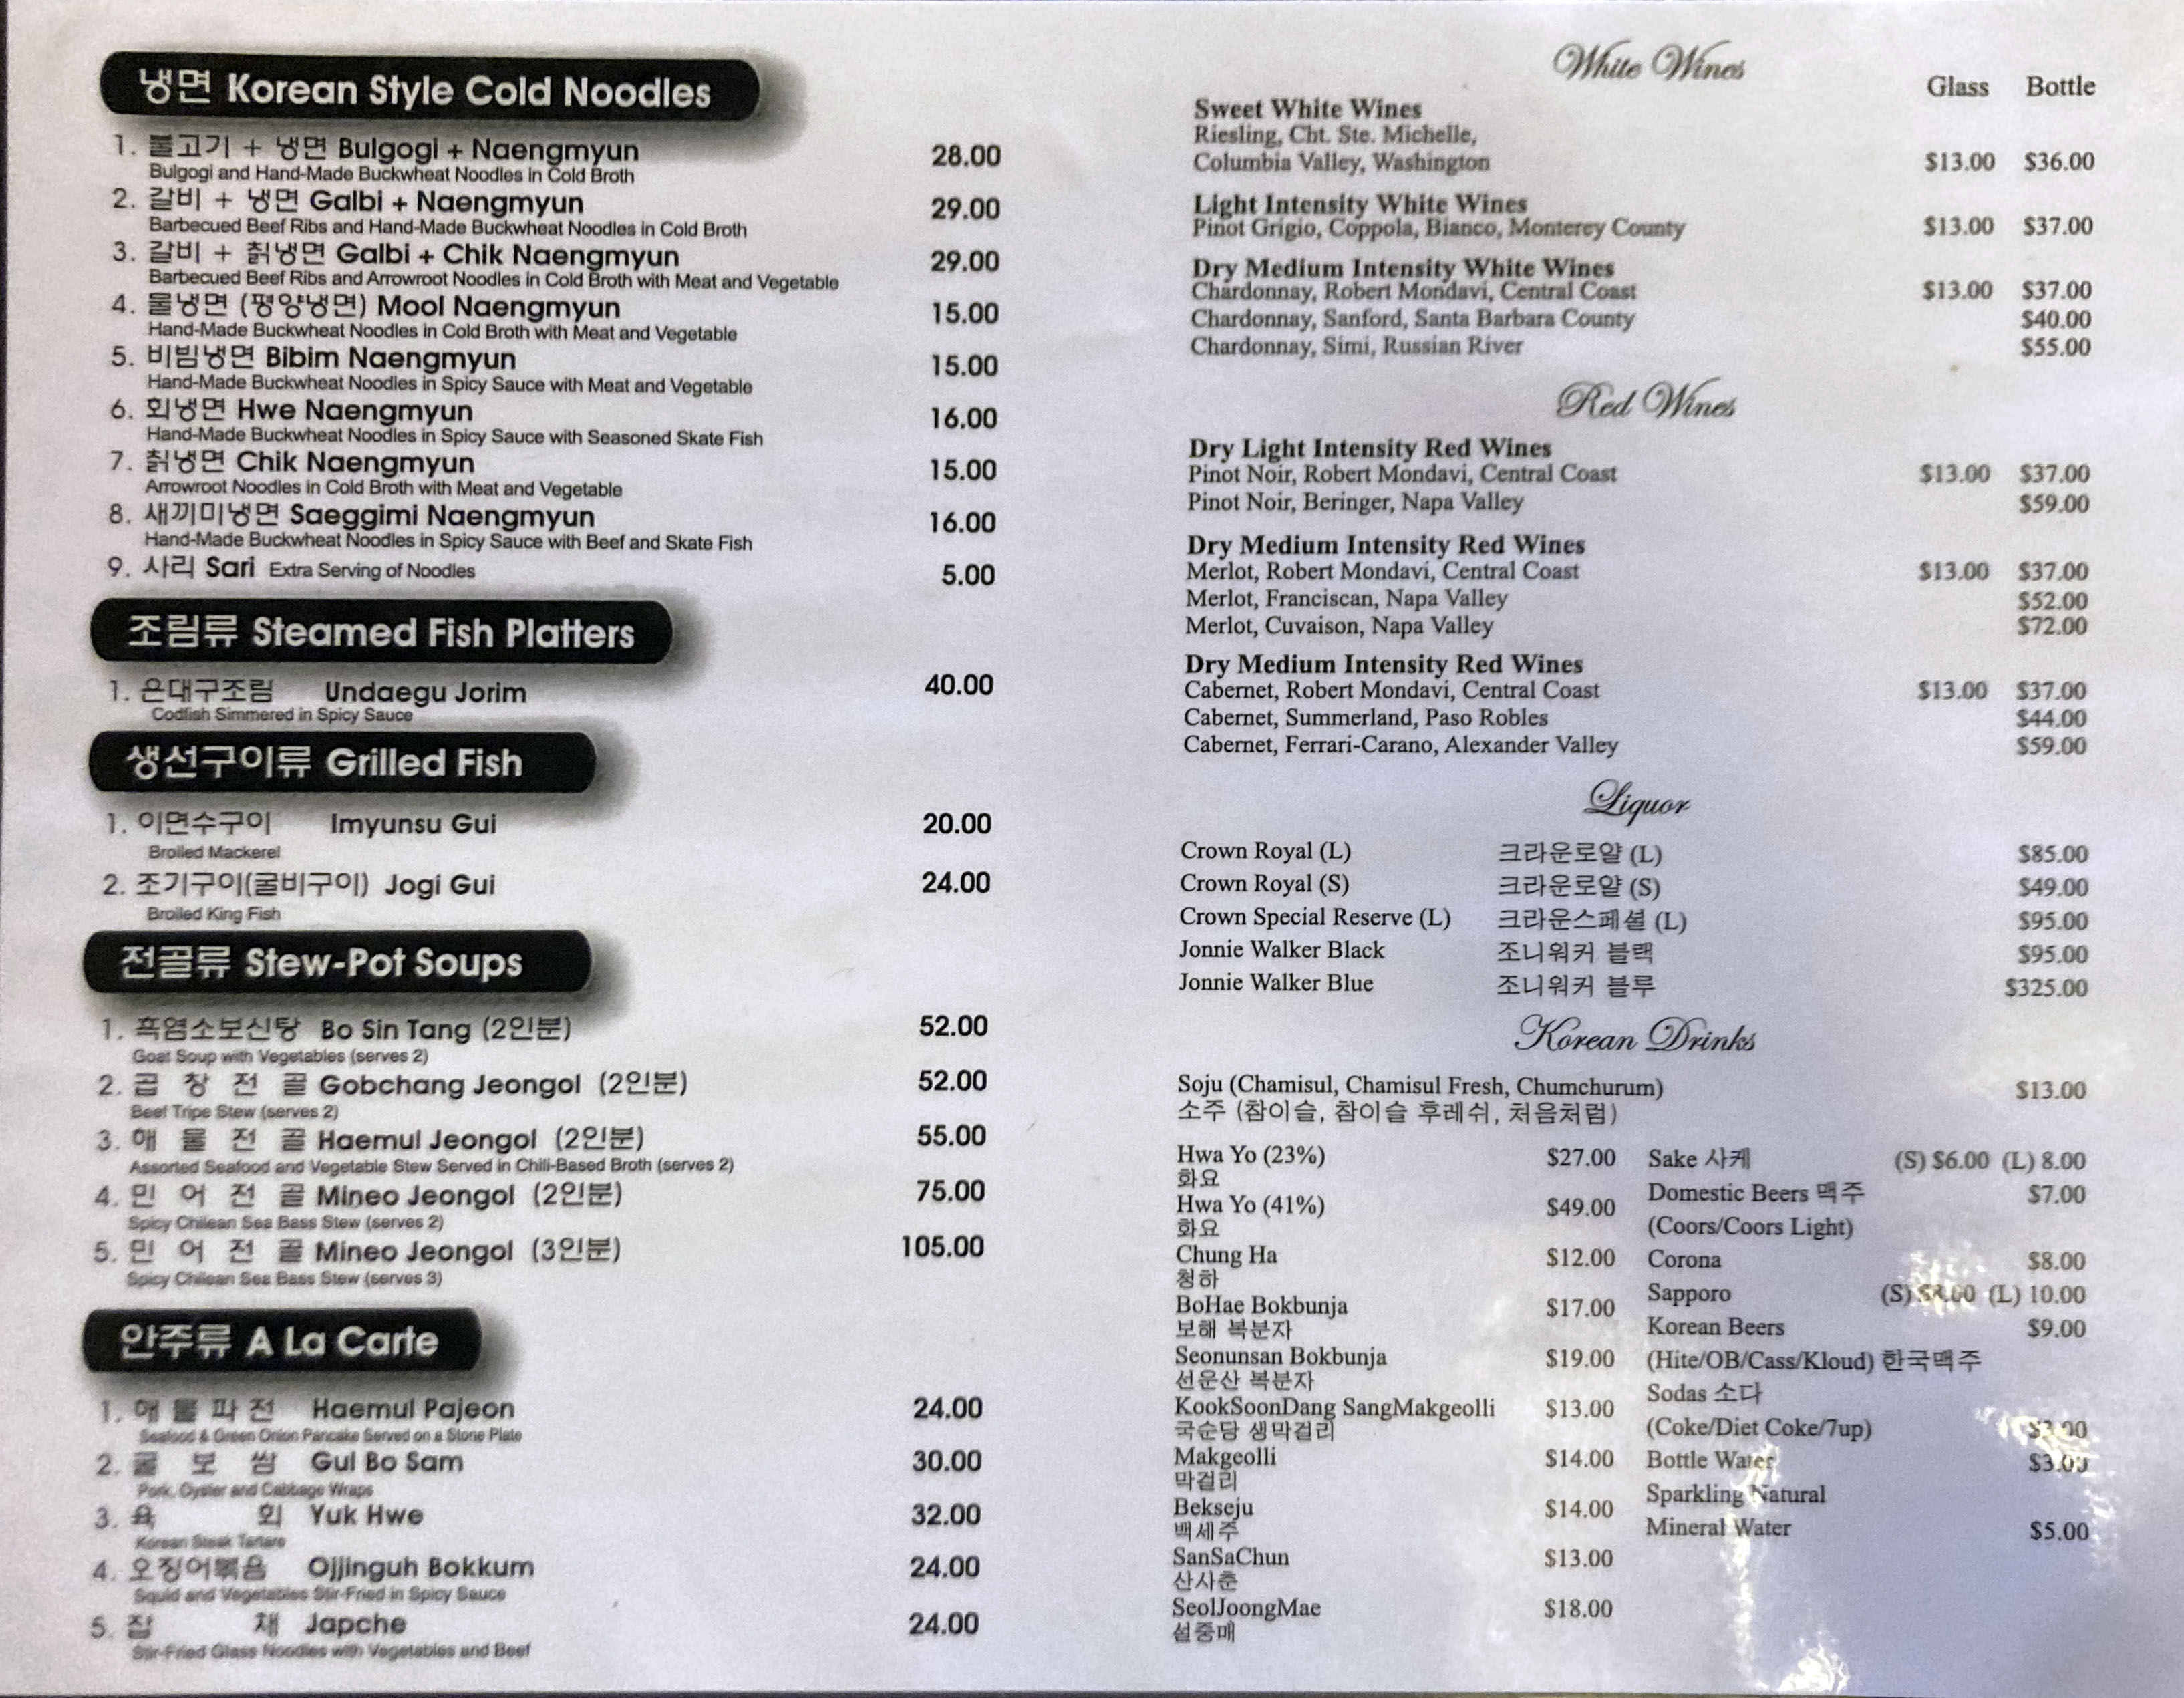 냉면 Korean Style Cold Noodles
1. 불고기 + 냉면 Bulgogi + Naengmyun 28.00
Bulgogi and Hand-Made Buckwheat Noodles in Cold Broth
2. 갈비 + 냉면 Galbi + Naengmyun 29.00
Barbecued Beef Ribs and Hand-Made Buckwheat Noodles in Cold Broth
3. 갈비 + 칡냉면 Galbi + Chik Naengmyun 29.00
Barbecued Beef Ribs and Arrowroot Noodles in Cold Broth with Meat and Vegetable
4. 물냉면 (평양냉면) Mool Naengmyun 15.00
Hand-Made Buckwheat Noodles in Cold Broth with Meat and Vegetable
5. 비빔냉면 Bibim Naengmyun 15.00
Hand-Made Buckwheat Noodles in Spicy Sauce with Meat and Vegetable
6. 회냉면 Hwe Naengmyun 16.00
Hand-Made Buckwheat Noodles in Spicy Sauce with Seasoned Skate Fish
7. 칡냉면 Chik Naengmyun 15.00
Arrowroot Noodles in Cold Broth with Meat and Vegetable
8. 새끼미냉면 Saeggimi Naengmyun 16.00
Hand-Made Buckwheat Noodles in Spicy Sauce with Beef and Skate Fish
9. 사리 Sari Extra Serving of Noodles 5.00
조림류 Steamed Fish Platters
1. 은대구조림 Undaegu Jorim 40.00
Codfish Simmered in Spicy Sauce
생선구이류 Grilled Fish
1. 이면수구이 Imyunsu Gui 20.00
Broiled Mackerel
2. 조기구이(굴비구이) Jogi Gui 24.00
Broiled King Fish
전골류 Stew-Pot Soups
1. 흑염소보신탕 Bo Sin Tang (2인분) 52.00
Goat Soup with Vegetables (serves 2)
2. 곱 창 전 골 Gobchang Jeongol (2인분) 52.00
Beef Tripe Stew (serves 2)
3. 해 물 전 골 Haemul Jeongol (2인분) 55.00
Assorted Seafood and Vegetable Stew Served in Chili-Based Broth (serves 2)
4. 민 어 전 골 Mineo Jeongol (2인분) 75.00
Spicy Chilean Sea Bass Stew (serves 2)
5. 민 어 전 골 Mineo Jeongol (3인분) 105.00
Spicy Chilean Sea Bass Stew (serves 3)
안주류 A La Carte
1. 해 물 파 전 Haemul Pajeon 24.00
Seafood & Green Onion Pancake Served on a Stone Plate
2. 굴 보 쌈 Gul Bo Sam 30.00
Pork, Oyster and Cabbage Wraps
3. 육 회 Yuk Hwe 32.00
Korean Steak Tartare
4. 오징어볶음 Ojjinguh Bokkum 24.00
Squid and Vegetables Stir-Fried in Spicy Sauce
5. 잡 채 Japche 24.00
Stir-Fried Glass Noodles with Vegetables and Beef
White Wines
Glass Bottle
Sweet White Wines
Riesling, Cht. Ste. Michelle,
Columbia Valley, Washington $13.00 $36.00
Light Intensity White Wines
Pinot Grigio, Coppola, Bianco, Monterey County $13.00 $37.00
Dry Medium Intensity White Wines
Chardonnay, Robert Mondavi, Central Coast $13.00 $37.00
Chardonnay, Sanford, Santa Barbara County $40.00
Chardonnay, Simi, Russian River $55.00
Red Wines
Dry Light Intensity Red Wines
Pinot Noir, Robert Mondavi, Central Coast $13.00 $37.00
Pinot Noir, Beringer, Napa Valley $59.00
Dry Medium Intensity Red Wines
Merlot, Robert Mondavi, Central Coast $13.00 $37.00
Merlot, Franciscan, Napa Valley $52.00
Merlot, Cuvaison, Napa Valley $72.00
Dry Medium Intensity Red Wines
Cabernet, Robert Mondavi, Central Coast $13.00 $37.00
Cabernet, Summerland, Paso Robles $44.00
Cabernet, Ferrari-Carano, Alexander Valley $59.00
Liquor
Crown Royal (L) 크라운로얄 (L) $85.00
Crown Royal (S) 크라운로얄 (S) $49.00
Crown Special Reserve (L) 크라운스페셜 (L) $95.00
Jonnie Walker Black 조니워커 블랙 $95.00
Jonnie Walker Blue 조니워커 블루 $325.00
Korean Drinks
Soju (Chamisul, Chamisul Fresh, Chumchurum) $13.00
소주 (참이슬, 참이슬 후레쉬, 처음처럼)
Hwa Yo (23%) $27.00
화요
Hwa Yo (41%) $49.00
화요
Chung Ha $12.00
청하
BoHae Bokbunja $17.00
보해 복분자
Seonunsan Bokbunja $19.00
선운산 복분자
KookSoonDang SangMakgeolli $13.00
국순당 생막걸리
Makgeolli $14.00
막걸리
Bekseju $14.00
백세주
SanSaChun $13.00
산사춘
SeolJoongMae $18.00
설중매
Sake 사케 (S) $6.00 (L) 8.00
Domestic Beers 맥주 $7.00
(Coors/Coors Light)
Corona $8.00
Sapporo (S) (L) 10.00
Korean Beers $9.00
(Hite/OB/Cass/Kloud) 한국맥주
Sodas 소다
(Coke/Diet Coke/7up) $3.00
Bottle Water $3.00
Sparkling Natural
Mineral Water $5.00